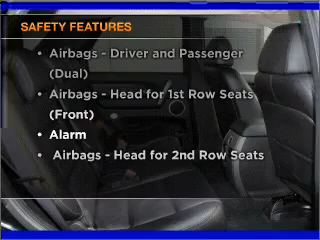 SAFETY FEATURES
• Airbags - Driver and Passenger
(Dual)
• Airbags - Head for 1st Row Seats
(Front)
• Alarm
• Airbags - Head for 2nd Row Seats